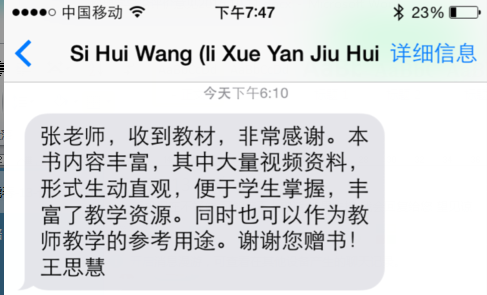 中国移动 下午7:47 23%
Si Hui Wang (li Xue Yan Jiu Hui 详细信息
今天下午6:10
张老师，收到教材，非常感谢。本
书内容丰富，其中大量视频资料，
形式生动直观，便于学生掌握，丰
富了教学资源。同时也可以作为教
师教学的参考用途。谢谢您赠书！
王思慧